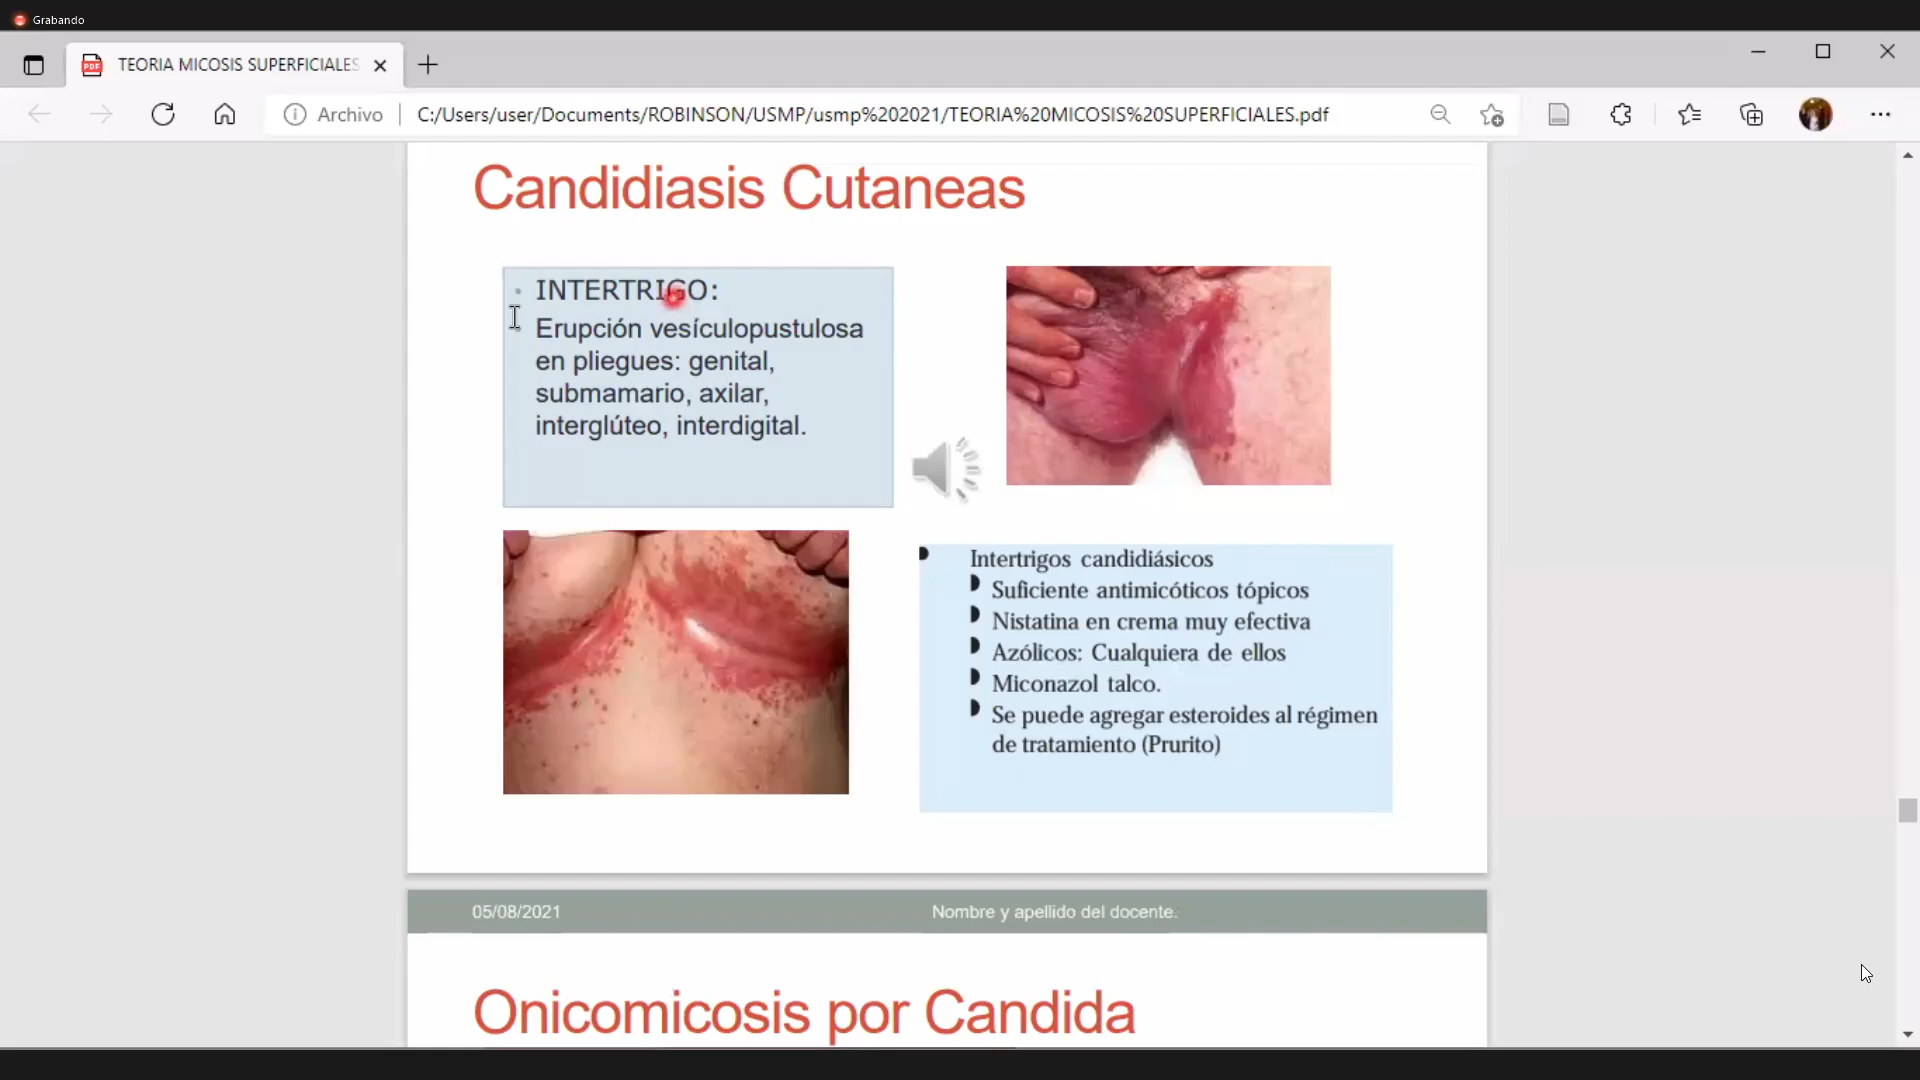 Grabando
TEORIA MICOSIS SUPERFICIALES
Archivo
C:/Users/user/Documents/ROBINSON/USMP/usmp%202021/TEORIA%20MICOSIS%20SUPERFICIALES.pdf
Candidiasis Cutaneas
INTERTRIGO:
Erupción vesículopustulosa
en pliegues: genital,
submamario, axilar,
interglúteo, interdigital.
Intertrigos candidiásicos
Suficiente antimicóticos tópicos
Nistatina en crema muy efectiva
Azólicos: Cualquiera de ellos
Miconazol talco.
Se puede agregar esteroides al régimen
de tratamiento (Prurito)
05/08/2021
Nombre y apellido del docente.
Onicomicosis por Candida